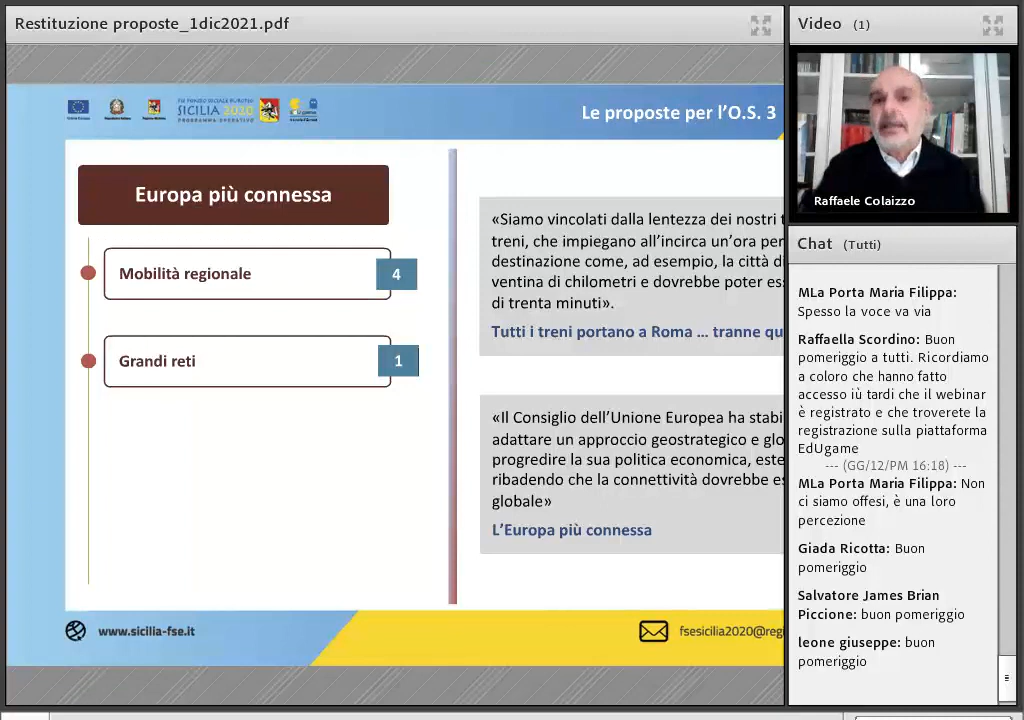 Restituzione proposte_1dic2021.pdf
SICILIA 2020
Le proposte per l'O.S. 3
Europa più connessa
Mobilità regionale
4
Grandi reti
1
«Siamo vincolati dalla lentezza dei nostri t
treni, che impiegano all'incirca un'ora per
destinazione come, ad esempio, la città d
ventina di chilometri e dovrebbe poter es
di trenta minuti».
Tutti i treni portano a Roma … tranne qu
«Il Consiglio dell'Unione Europea ha stabi
adattare un approccio geostrategico e glo
progredire la sua politica economica, este
ribadendo che la connettività dovrebbe es
globale»
L'Europa più connessa
www.sicilia-fse.it
fsesicilia2020@reg
Video (1)
Raffaele Colaizzo
Chat (Tutti)
MLa Porta Maria Filippa:
Spesso la voce va via
Raffaella Scordino: Buon
pomeriggio a tutti. Ricordiamo
a coloro che hanno fatto
accesso iù tardi che il webinar
è registrato e che troverete la
registrazione sulla piattaforma
EdUgame
--- (GG/12/PM 16:18) ---
MLa Porta Maria Filippa: Non
ci siamo offesi, è una loro
percezione
Giada Ricotta: Buon
pomeriggio
Salvatore James Brian
Piccione: buon pomeriggio
leone giuseppe: buon
pomeriggio